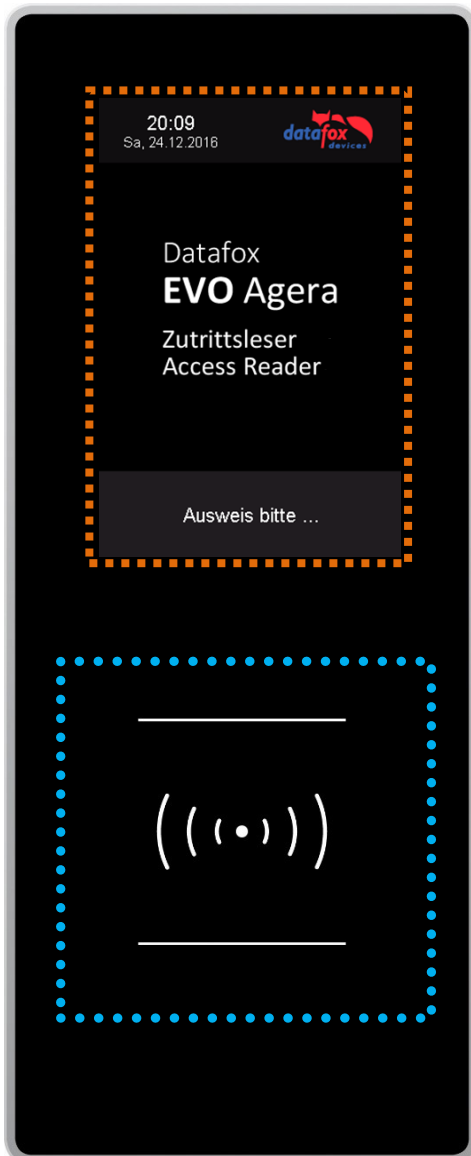 20:09
Sa, 24.12.2016
datafox
devices
Datafox
EVO Agera
Zutrittsleser
Access Reader
Ausweis bitte ...